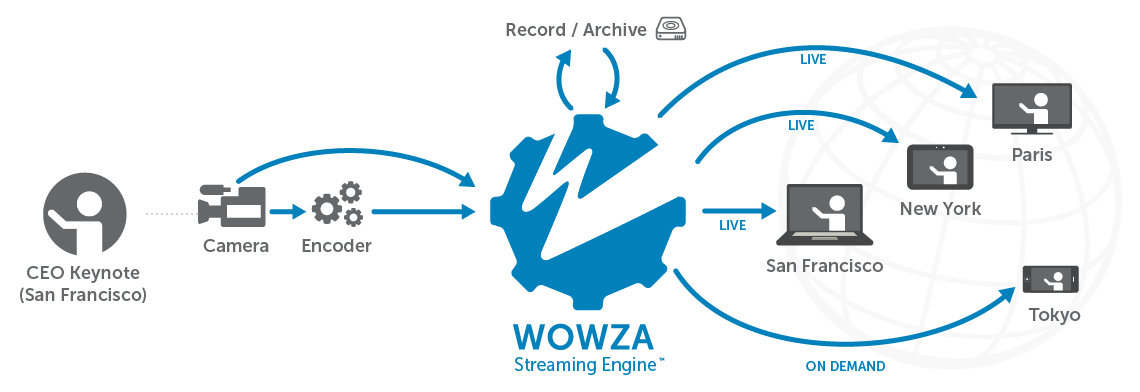 Record / Archive
LIVE
LIVE
Paris
New York
LIVE
Camera
Encoder
San Francisco
CEO Keynote
(San Francisco)
Tokyo
WOWZA
Streaming Engine™
ON DEMAND